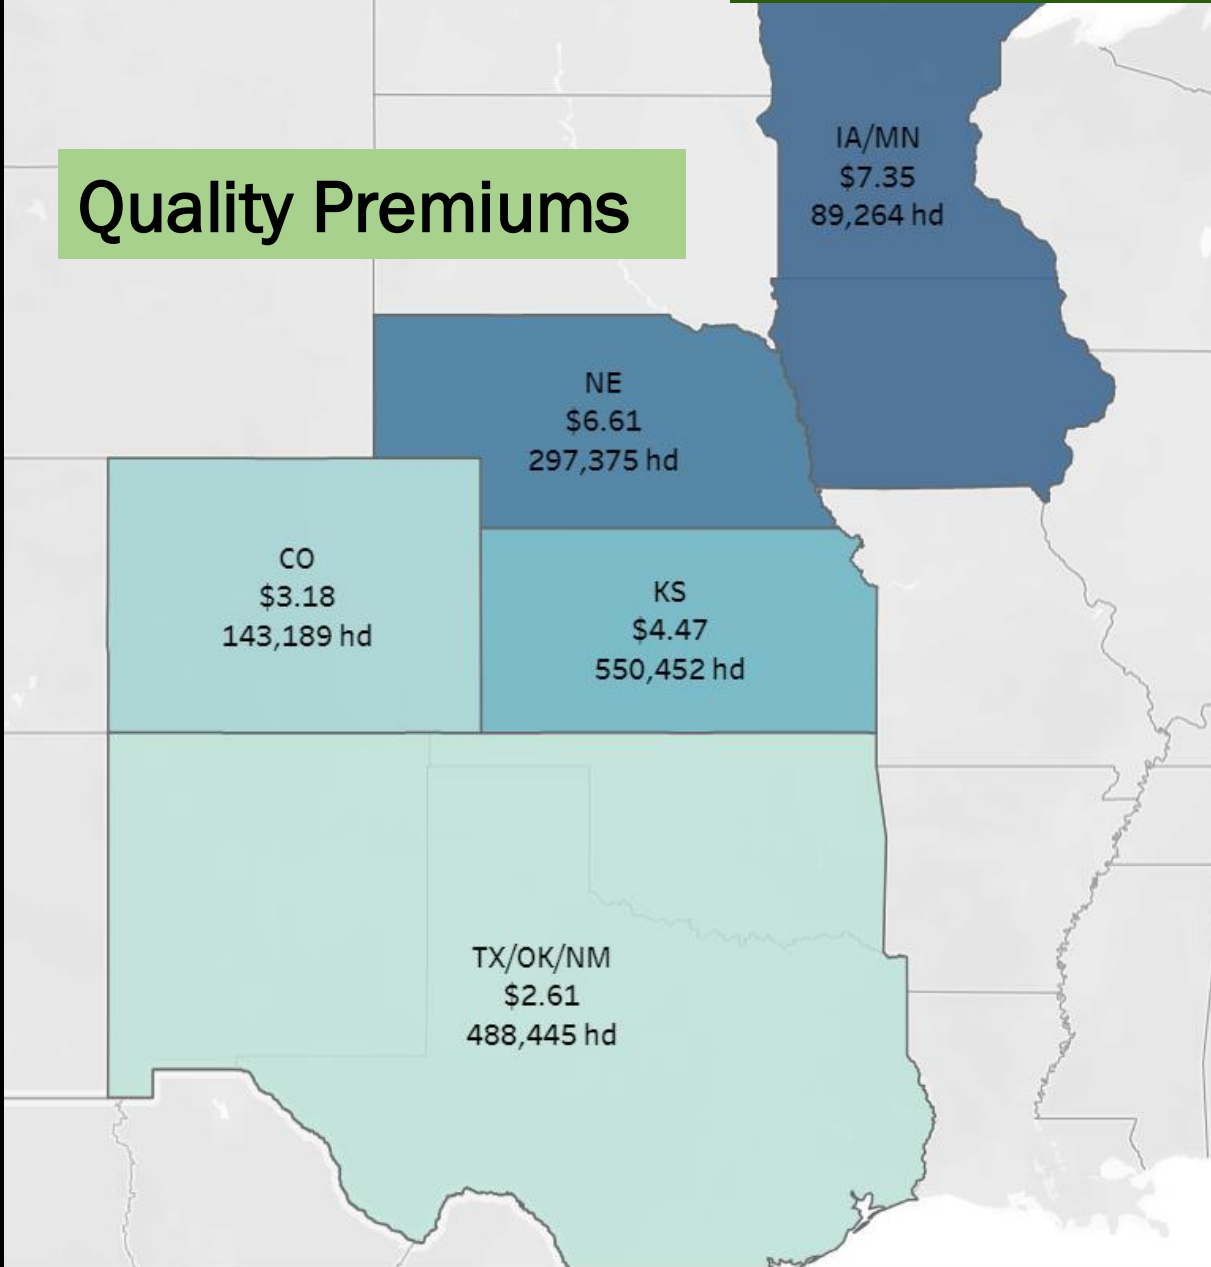 Quality Premiums
IA/MN
$7.35
89,264 hd
NE
$6.61
297,375 hd
CO
$3.18
143,189 hd
KS
$4.47
550,452 hd
TX/OK/NM
$2.61
488,445 hd